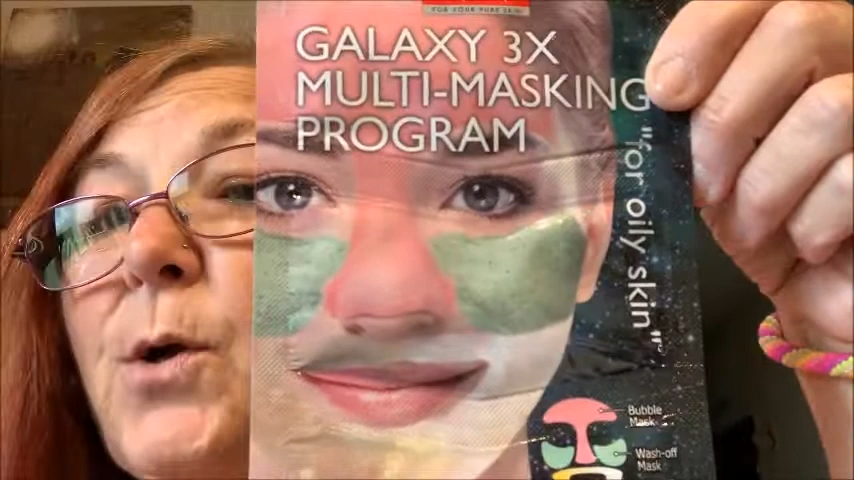 FOR YOUR PURE SKIN
GALAXY 3X
MULTI-MASKING
PROGRAM
"for oily skin"
Bubble
Mask
Wash-off
Mask